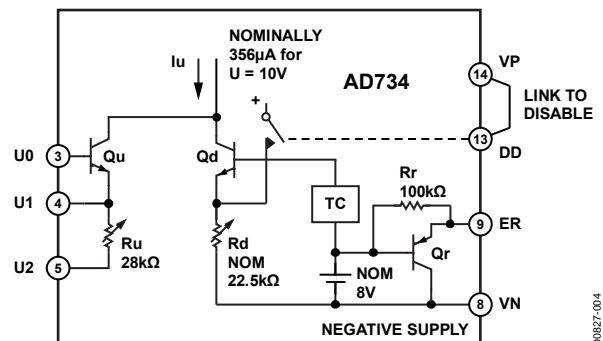 NOMINALLY
356µA for
U = 10V
Iu
AD734
VP
14
LINK TO
DISABLE
13
DD
U0
3
Qu
Qd
+
U1
4
Rr
100kΩ
TC
9
ER
Ru
28kΩ
Rd
NOM
22.5kΩ
Qr
U2
5
NOM
8V
8
VN
NEGATIVE SUPPLY
00827-004